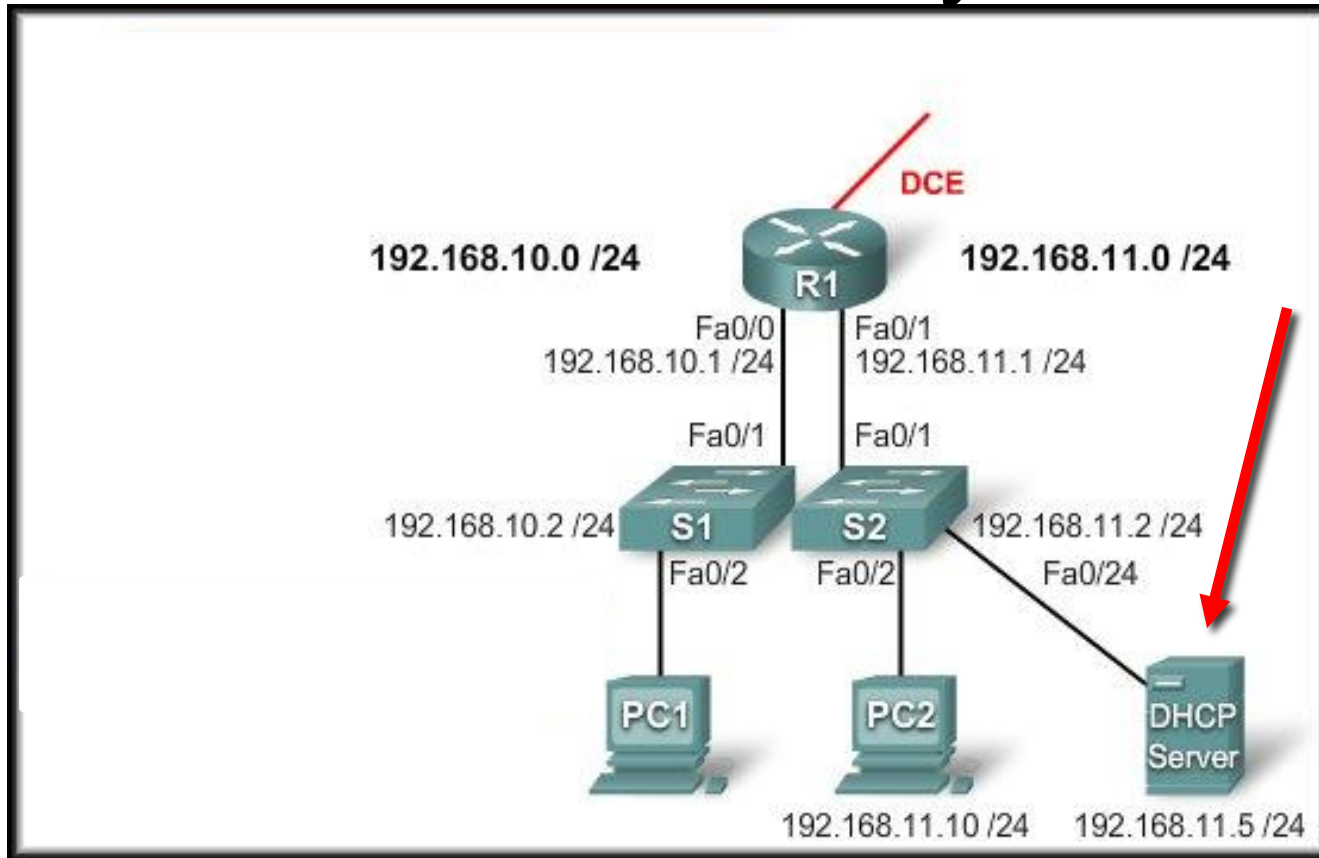 DCE
192.168.10.0 /24
192.168.11.0 /24
R1
Fa0/0
Fa0/1
192.168.10.1 /24
192.168.11.1 /24
Fa0/1
Fa0/1
192.168.10.2 /24
S1
S2
192.168.11.2 /24
Fa0/2
Fa0/2
Fa0/24
PC1
PC2
DHCP
Server
192.168.11.10 /24
192.168.11.5 /24